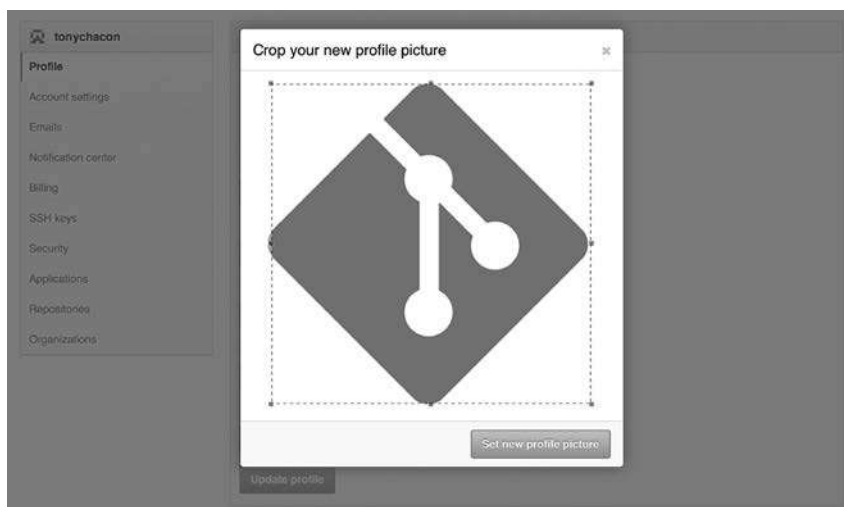 tonychacon
Profile
Account settings
Emails
Notification center
Billing
SSH keys
Security
Applications
Repositories
Organizations
Crop your new profile picture
×
Set new profile picture
Update profile